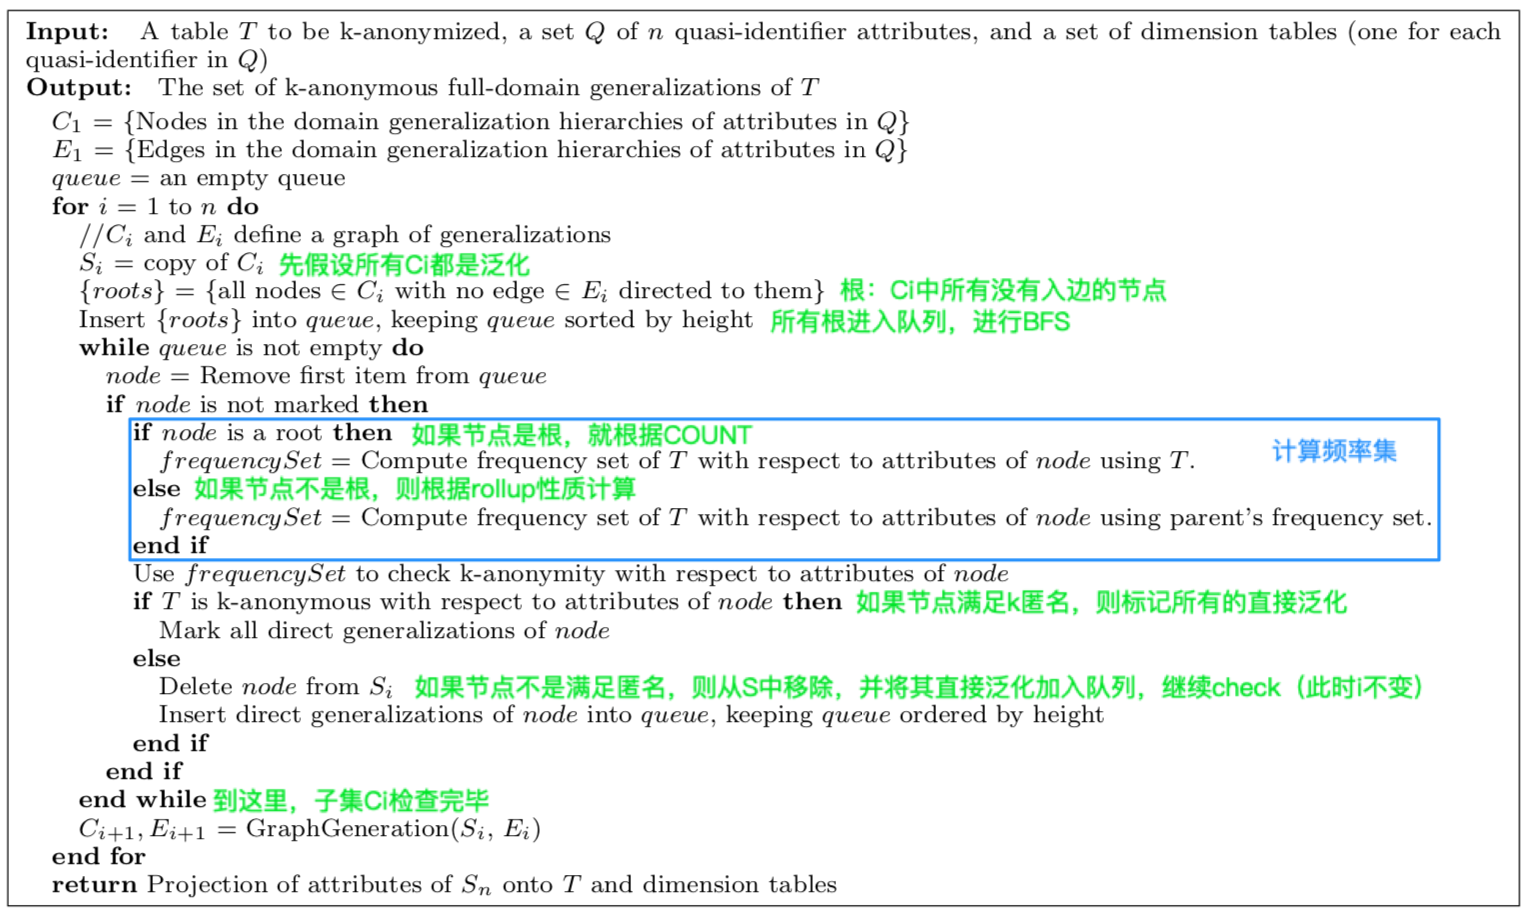 Input: A table T to be k-anonymized, a set Q of n quasi-identifier attributes, and a set of dimension tables (one for each
quasi-identifier in Q)
Output: The set of k-anonymous full-domain generalizations of T
C₁ = {Nodes in the domain generalization hierarchies of attributes in Q}
E₁ = {Edges in the domain generalization hierarchies of attributes in Q}
queue = an empty queue
for i = 1 to n do
//Cᵢ and Eᵢ define a graph of generalizations
Sᵢ = copy of Cᵢ 先假设所有Ci都是泛化
{roots} = {all nodes ∈ Cᵢ with no edge ∈ Eᵢ directed to them} 根：Ci中所有没有入边的节点
Insert {roots} into queue, keeping queue sorted by height 所有根进入队列，进行BFS
while queue is not empty do
node = Remove first item from queue
if node is not marked then
if node is a root then 如果节点是根，就根据COUNT 计算频率集
frequencySet = Compute frequency set of T with respect to attributes of node using T.
else 如果节点不是根，则根据rollup性质计算
frequencySet = Compute frequency set of T with respect to attributes of node using parent's frequency set.
end if
Use frequencySet to check k-anonymity with respect to attributes of node
if T is k-anonymous with respect to attributes of node then 如果节点满足k匿名，则标记所有的直接泛化
Mark all direct generalizations of node
else
Delete node from Sᵢ 如果节点不是满足匿名，则从S中移除，并将其直接泛化加入队列，继续check（此时i不变）
Insert direct generalizations of node into queue, keeping queue ordered by height
end if
end if
end while 到这里，子集Ci检查完毕
Cᵢ₊₁, Eᵢ₊₁ = GraphGeneration(Sᵢ, Eᵢ)
end for
return Projection of attributes of Sₙ onto T and dimension tables